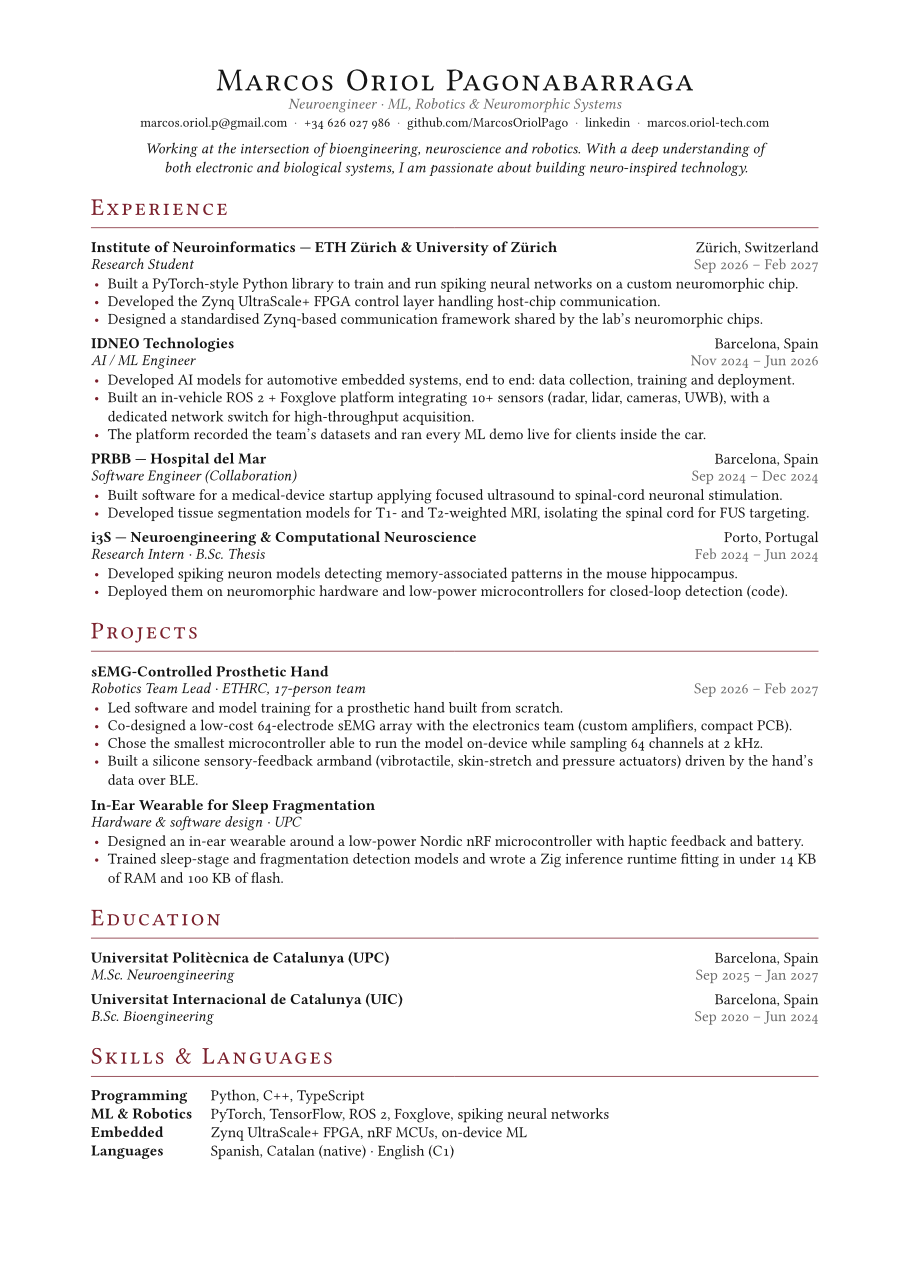 Marcos Oriol Pagonabarraga
Neuroengineer · ML, Robotics & Neuromorphic Systems
marcos.oriol.p@gmail.com · +34 626 027 986 · github.com/MarcosOriolPago · linkedin · marcos.oriol-tech.com
Working at the intersection of bioengineering, neuroscience and robotics. With a deep understanding of
both electronic and biological systems, I am passionate about building neuro-inspired technology.
Experience
Institute of Neuroinformatics — ETH Zürich & University of Zürich Zürich, Switzerland
Research Student Sep 2026 – Feb 2027
• Built a PyTorch-style Python library to train and run spiking neural networks on a custom neuromorphic chip.
• Developed the Zynq UltraScale+ FPGA control layer handling host-chip communication.
• Designed a standardised Zynq-based communication framework shared by the lab's neuromorphic chips.
IDNEO Technologies Barcelona, Spain
AI / ML Engineer Nov 2024 – Jun 2026
• Developed AI models for automotive embedded systems, end to end: data collection, training and deployment.
• Built an in-vehicle ROS 2 + Foxglove platform integrating 10+ sensors (radar, lidar, cameras, UWB), with a
dedicated network switch for high-throughput acquisition.
• The platform recorded the team's datasets and ran every ML demo live for clients inside the car.
PRBB — Hospital del Mar Barcelona, Spain
Software Engineer (Collaboration) Sep 2024 – Dec 2024
• Built software for a medical-device startup applying focused ultrasound to spinal-cord neuronal stimulation.
• Developed tissue segmentation models for T1- and T2-weighted MRI, isolating the spinal cord for FUS targeting.
i3S — Neuroengineering & Computational Neuroscience Porto, Portugal
Research Intern · B.Sc. Thesis Feb 2024 – Jun 2024
• Developed spiking neuron models detecting memory-associated patterns in the mouse hippocampus.
• Deployed them on neuromorphic hardware and low-power microcontrollers for closed-loop detection (code).
Projects
sEMG-Controlled Prosthetic Hand
Robotics Team Lead · ETHRC, 17-person team Sep 2026 – Feb 2027
• Led software and model training for a prosthetic hand built from scratch.
• Co-designed a low-cost 64-electrode sEMG array with the electronics team (custom amplifiers, compact PCB).
• Chose the smallest microcontroller able to run the model on-device while sampling 64 channels at 2 kHz.
• Built a silicone sensory-feedback armband (vibrotactile, skin-stretch and pressure actuators) driven by the hand's
data over BLE.
In-Ear Wearable for Sleep Fragmentation
Hardware & software design · UPC
• Designed an in-ear wearable around a low-power Nordic nRF microcontroller with haptic feedback and battery.
• Trained sleep-stage and fragmentation detection models and wrote a Zig inference runtime fitting in under 14 KB
of RAM and 100 KB of flash.
Education
Universitat Politècnica de Catalunya (UPC) Barcelona, Spain
M.Sc. Neuroengineering Sep 2025 – Jan 2027
Universitat Internacional de Catalunya (UIC) Barcelona, Spain
B.Sc. Bioengineering Sep 2020 – Jun 2024
Skills & Languages
Programming Python, C++, TypeScript
ML & Robotics PyTorch, TensorFlow, ROS 2, Foxglove, spiking neural networks
Embedded Zynq UltraScale+ FPGA, nRF MCUs, on-device ML
Languages Spanish, Catalan (native) · English (C1)